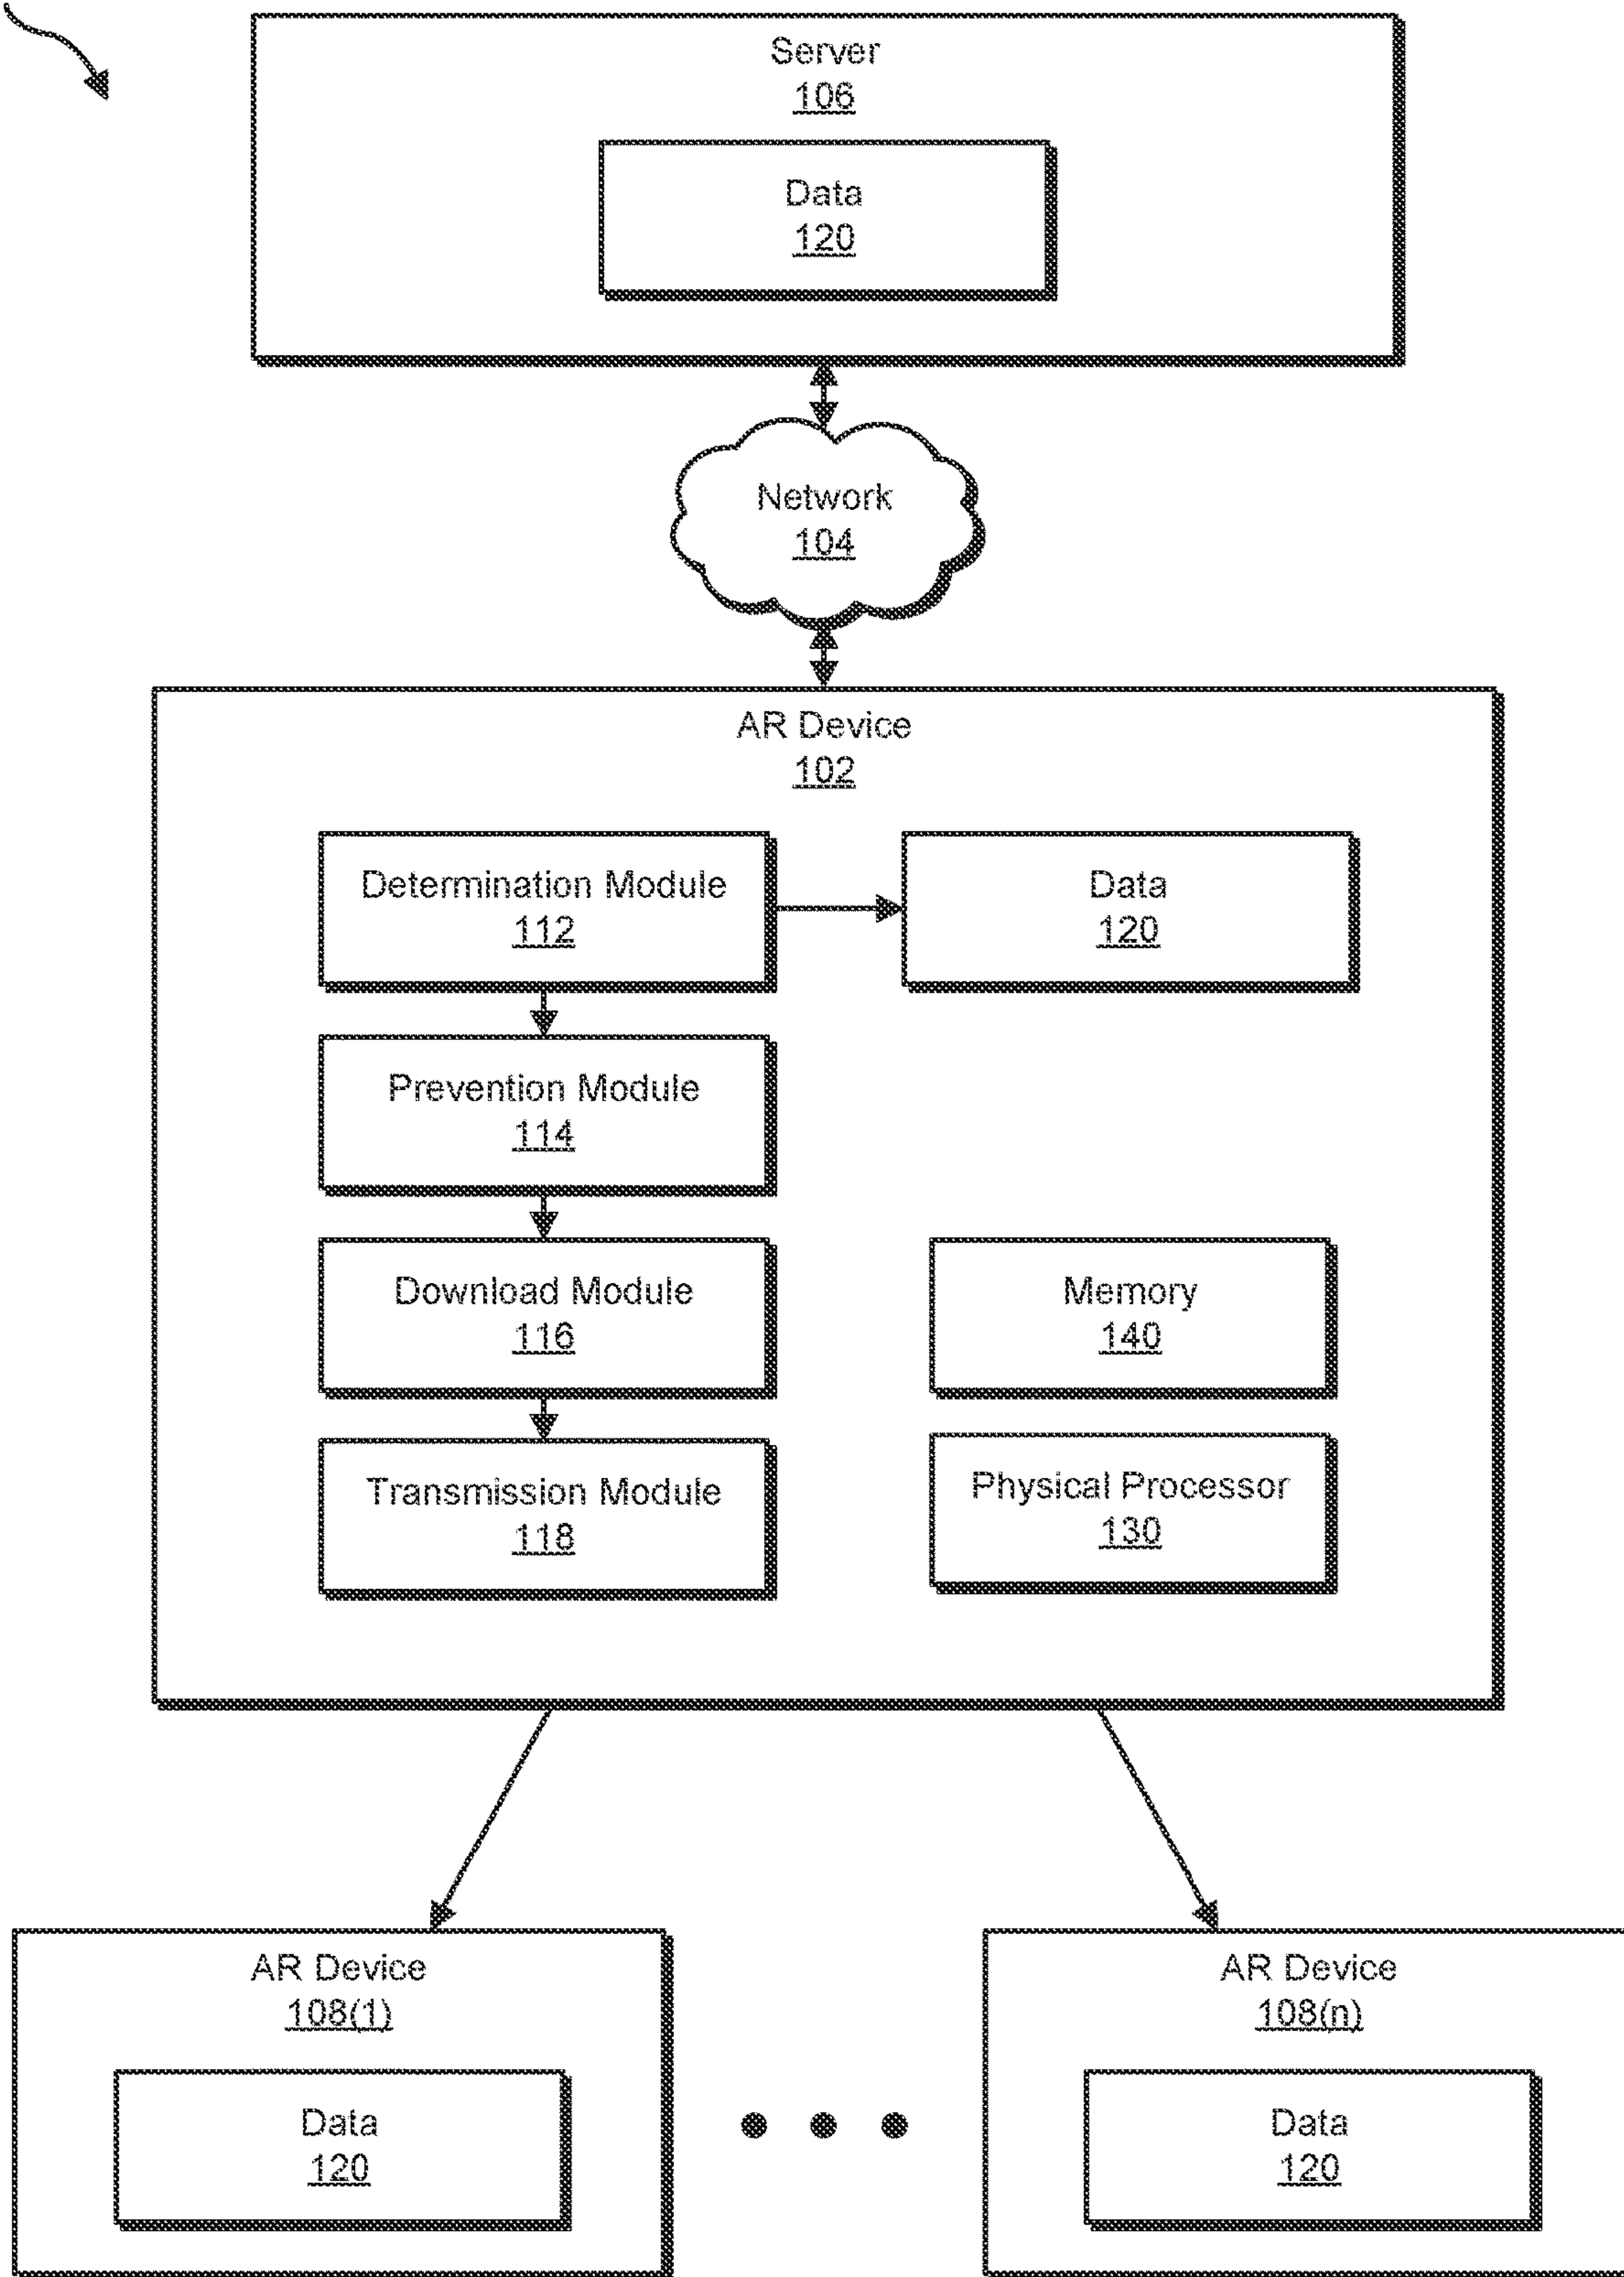 Server
106
Data
120
Network
104
AR Device
102
Determination Module
112
Data
120
Prevention Module
114
Download Module
116
Memory
140
Transmission Module
118
Physical Processor
130
AR Device
108(1)
Data
120
AR Device
108(n)
Data
120